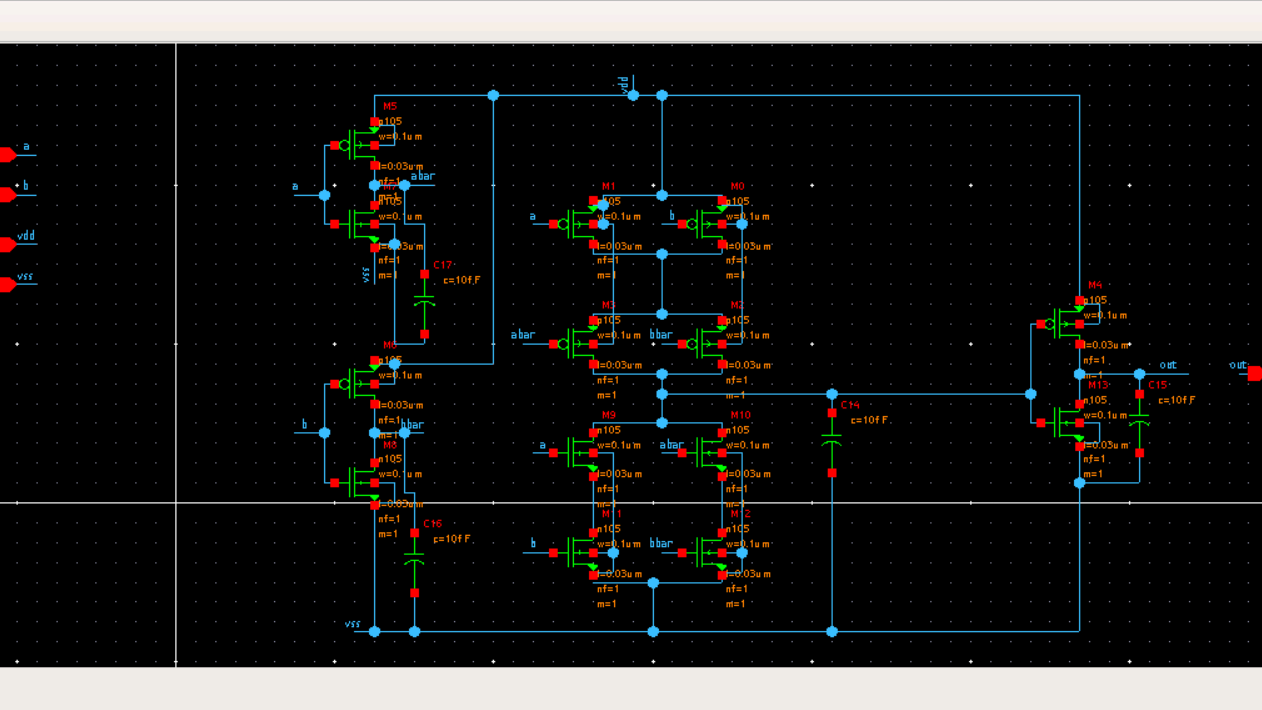 a
b
vdd
vss
vdd
M5
p105
w=0.1um
l=0.03um
nf=1
m=1
a
abar
n105
w=0.1um
l=0.03um
nf=1
m=1
vss
C17
c=10fF
M6
p105
w=0.1um
l=0.03um
nf=1
m=1
b
bbar
M8
n105
w=0.1um
l=0.03um
nf=1
m=1
C16
c=10fF
vss
M1
a
w=0.1um
l=0.03um
nf=1
m=1
M0
b
p105
w=0.1um
l=0.03um
nf=1
m=1
M3
abar
p105
w=0.1um
l=0.03um
nf=1
m=1
M2
bbar
p105
w=0.1um
l=0.03um
nf=1
m=1
M9
a
n105
w=0.1um
l=0.03um
nf=1
m=1
M10
abar
n105
w=0.1um
l=0.03um
nf=1
m=1
M11
b
n105
w=0.1um
l=0.03um
nf=1
m=1
M12
bbar
n105
w=0.1um
l=0.03um
nf=1
m=1
C14
c=10fF
M4
p105
w=0.1um
l=0.03um
nf=1
m=1
out
M13
n105
w=0.1um
l=0.03um
nf=1
m=1
C15
c=10fF
out